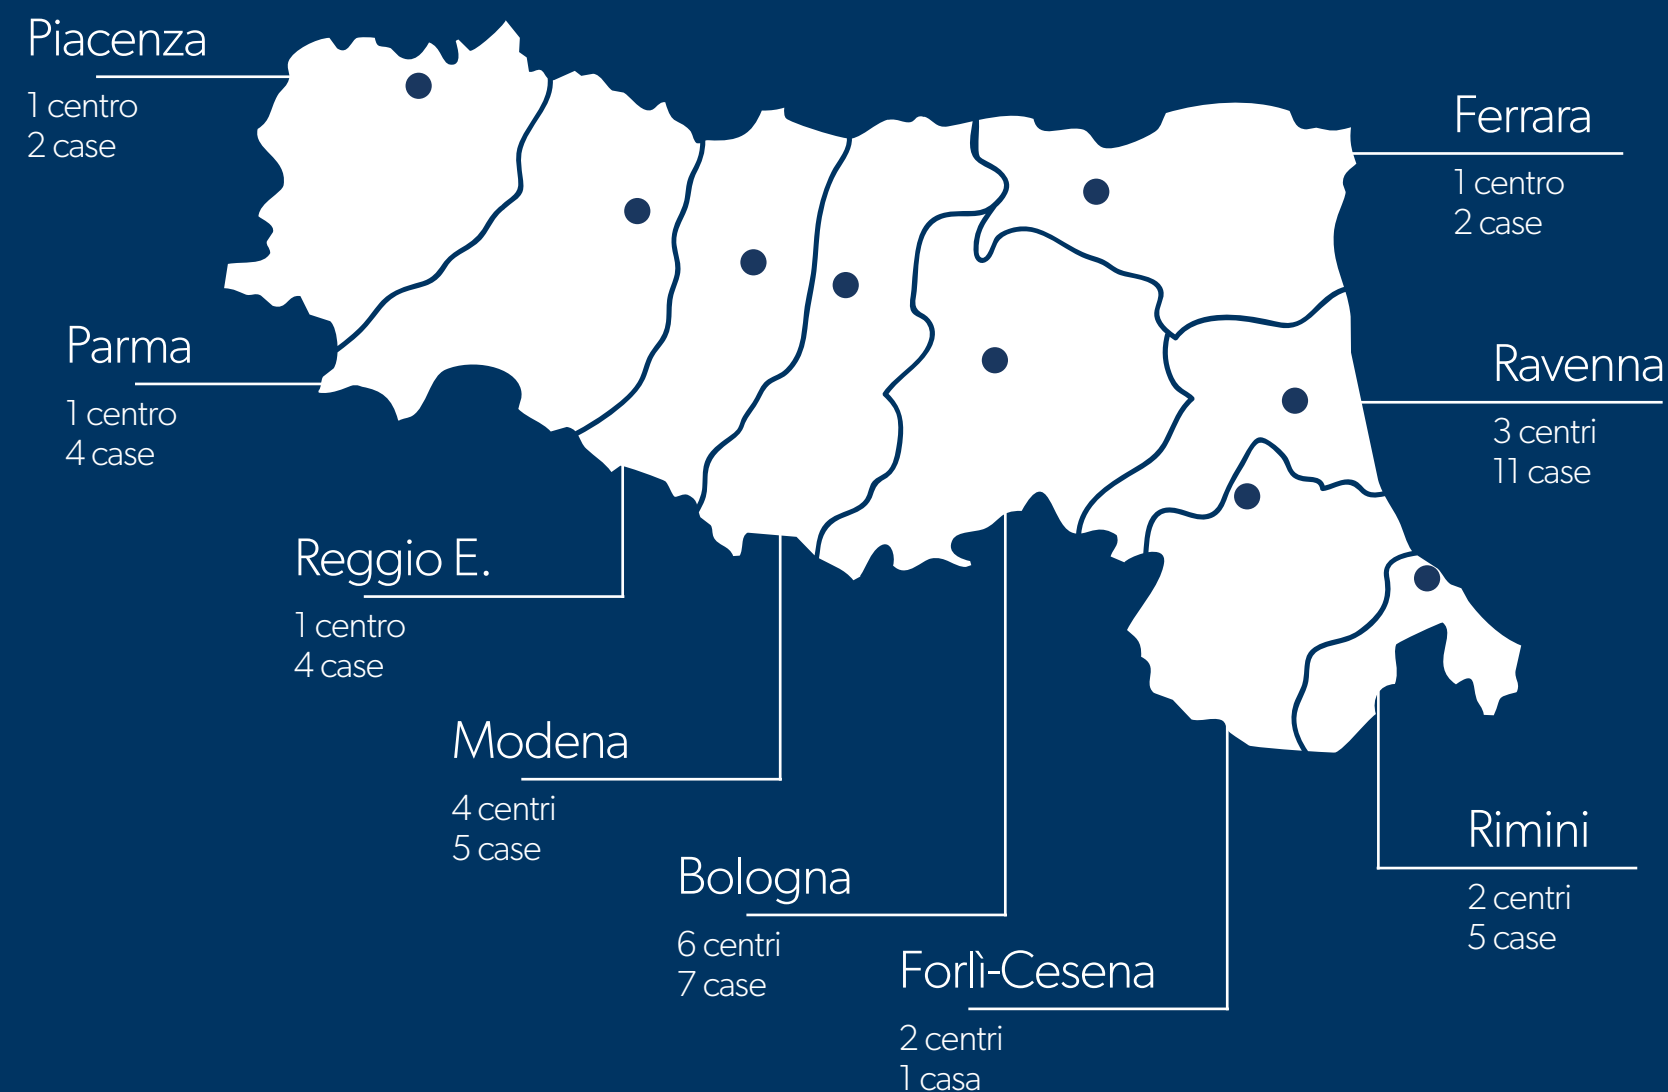 Piacenza
1 centro
2 case
Ferrara
1 centro
2 case
Parma
1 centro
4 case
Ravenna
3 centri
11 case
Reggio E.
1 centro
4 case
Modena
4 centri
5 case
Bologna
6 centri
7 case
Rimini
2 centri
5 case
Forlì-Cesena
2 centri
1 casa